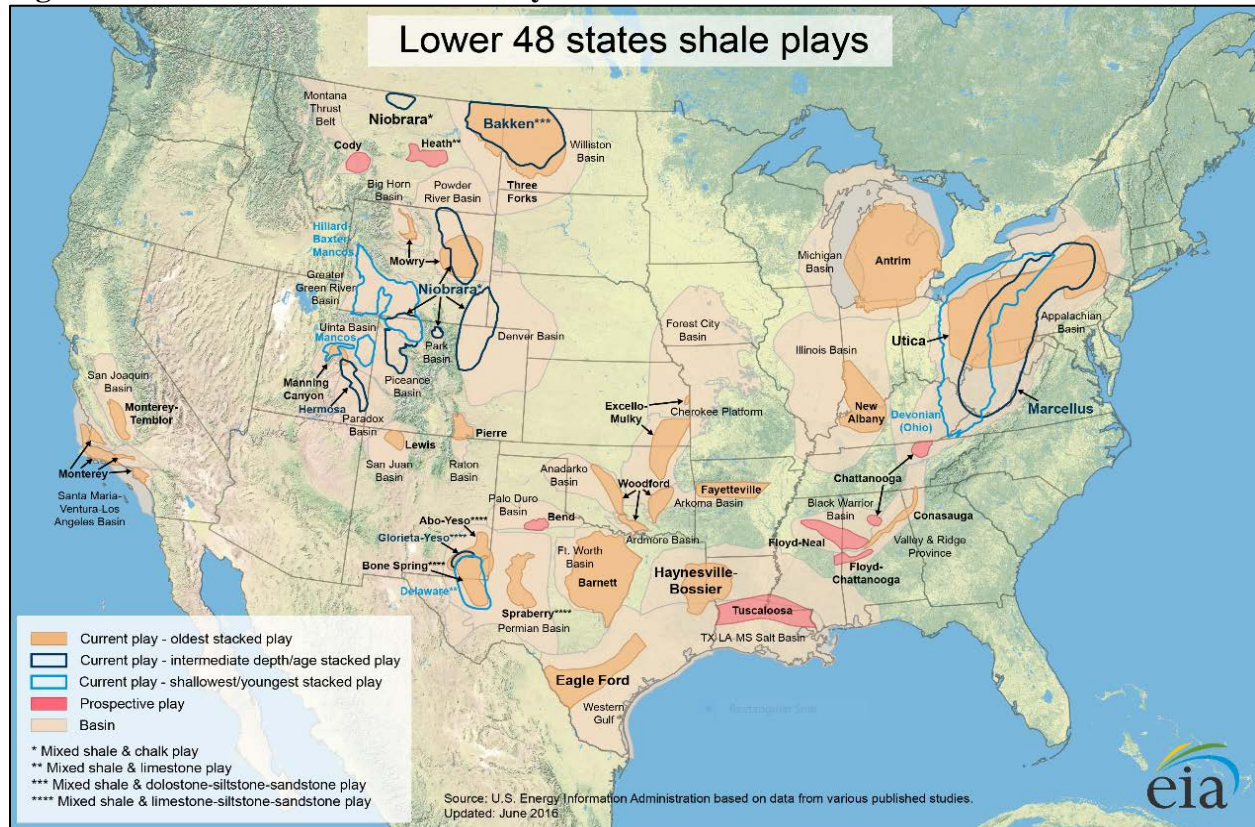 Lower 48 states shale plays
Montana
Thrust
Belt
Niobrara*
Bakken***
Williston
Basin
Cody
Heath**
Big Horn
Basin
Powder
River Basin
Three
Forks
Hillard-
Baxter-
Mancos
Mowry
Greater
Green River
Basin
Niobrara*
Uinta Basin
Mancos
Park
Basin
Denver Basin
Manning
Canyon
Piceance
Basin
Hermosa
Paradox
Basin
San Joaquin
Basin
Monterey-
Temblor
Monterey
Santa Maria-
Ventura-Los
Angeles Basin
Lewis
San Juan
Basin
Pierre
Raton
Basin
Forest City
Basin
Excello-
Mulky
Cherokee Platform
Anadarko
Basin
Woodford
Fayetteville
Arkoma Basin
Palo Duro
Basin
Bend
Ardmore Basin
Abo-Yeso****
Glorieta-Yeso****
Bone Spring****
Delaware**
Ft. Worth
Basin
Barnett
Spraberry****
Permian Basin
Haynesville-
Bossier
Tuscaloosa
TX-LA-MS Salt Basin
Eagle Ford
Western
Gulf
Michigan
Basin
Antrim
Illinois Basin
New
Albany
Utica
Appalachian
Basin
Devonian
(Ohio)
Marcellus
Chattanooga
Black Warrior
Basin
Conasauga
Floyd-Neal
Valley & Ridge
Province
Floyd-
Chattanooga
Rectangular Snip
Current play - oldest stacked play
Current play - intermediate depth/age stacked play
Current play - shallowest/youngest stacked play
Prospective play
Basin
* Mixed shale & chalk play
** Mixed shale & limestone play
*** Mixed shale & dolostone-siltstone-sandstone play
**** Mixed shale & limestone-siltstone-sandstone play
Source: U.S. Energy Information Administration based on data from various published studies.
Updated: June 2016
eia